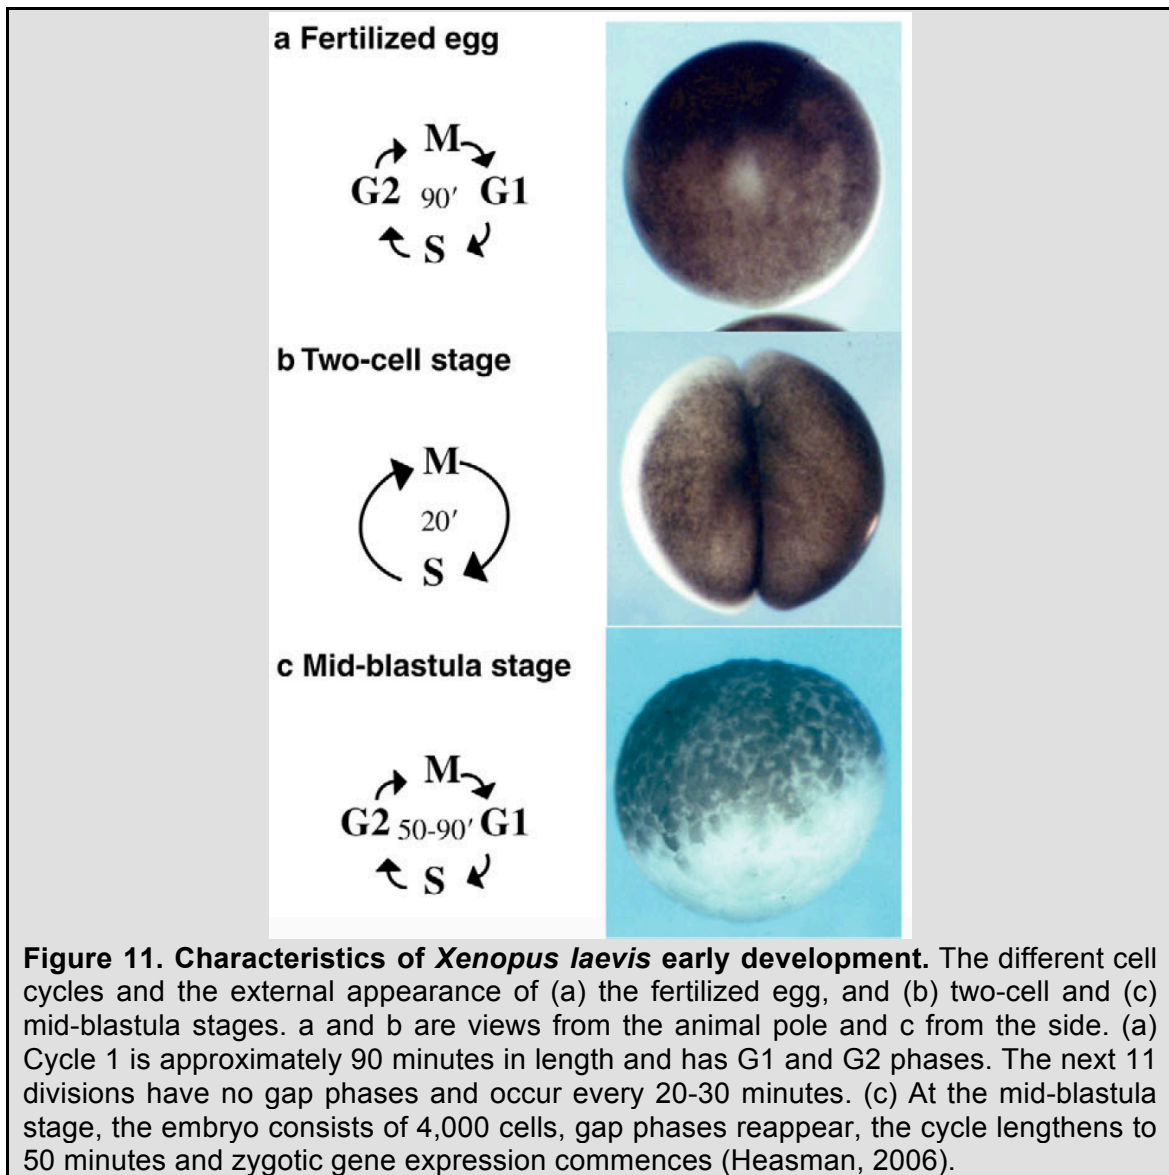 a Fertilized egg
M
G2 90′ G1
S
b Two-cell stage
M
20′
S
c Mid-blastula stage
M
G2 50-90′ G1
S
Figure 11. Characteristics of Xenopus laevis early development. The different cell
cycles and the external appearance of (a) the fertilized egg, and (b) two-cell and (c)
mid-blastula stages. a and b are views from the animal pole and c from the side. (a)
Cycle 1 is approximately 90 minutes in length and has G1 and G2 phases. The next 11
divisions have no gap phases and occur every 20-30 minutes. (c) At the mid-blastula
stage, the embryo consists of 4,000 cells, gap phases reappear, the cycle lengthens to
50 minutes and zygotic gene expression commences (Heasman, 2006).